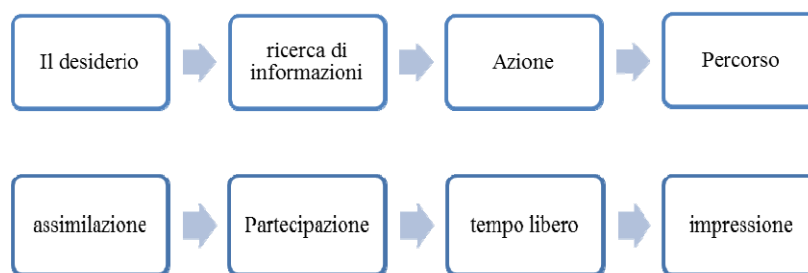 Il desiderio
ricerca di
informazioni
Azione
Percorso
assimilazione
Partecipazione
tempo libero
impressione